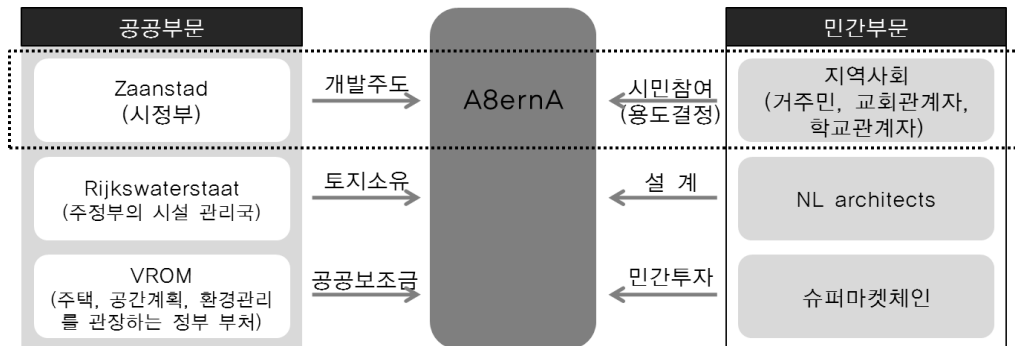 공공부문
민간부문
Zaanstad
(시정부)
개발주도
A8ernA
시민참여
(용도결정)
지역사회
(거주민, 교회관계자,
학교관계자)
Rijkswaterstaat
(주정부의 시설 관리국)
토지소유
설 계
NL architects
VROM
(주택, 공간계획, 환경관리
를 관장하는 정부 부처)
공공보조금
민간투자
슈퍼마켓체인